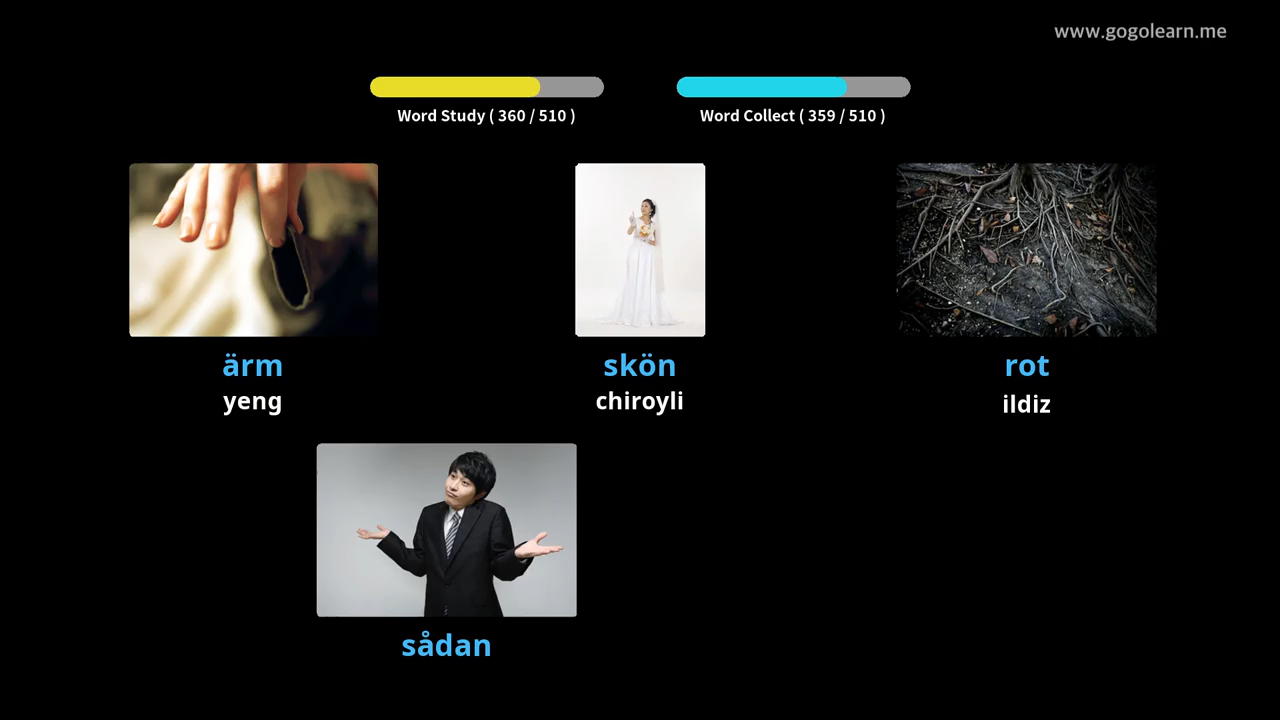 www.gogolearn.me
Word Study ( 360 / 510 )
Word Collect ( 359 / 510 )
ärm
yeng
skön
chiroyli
rot
ildiz
sådan